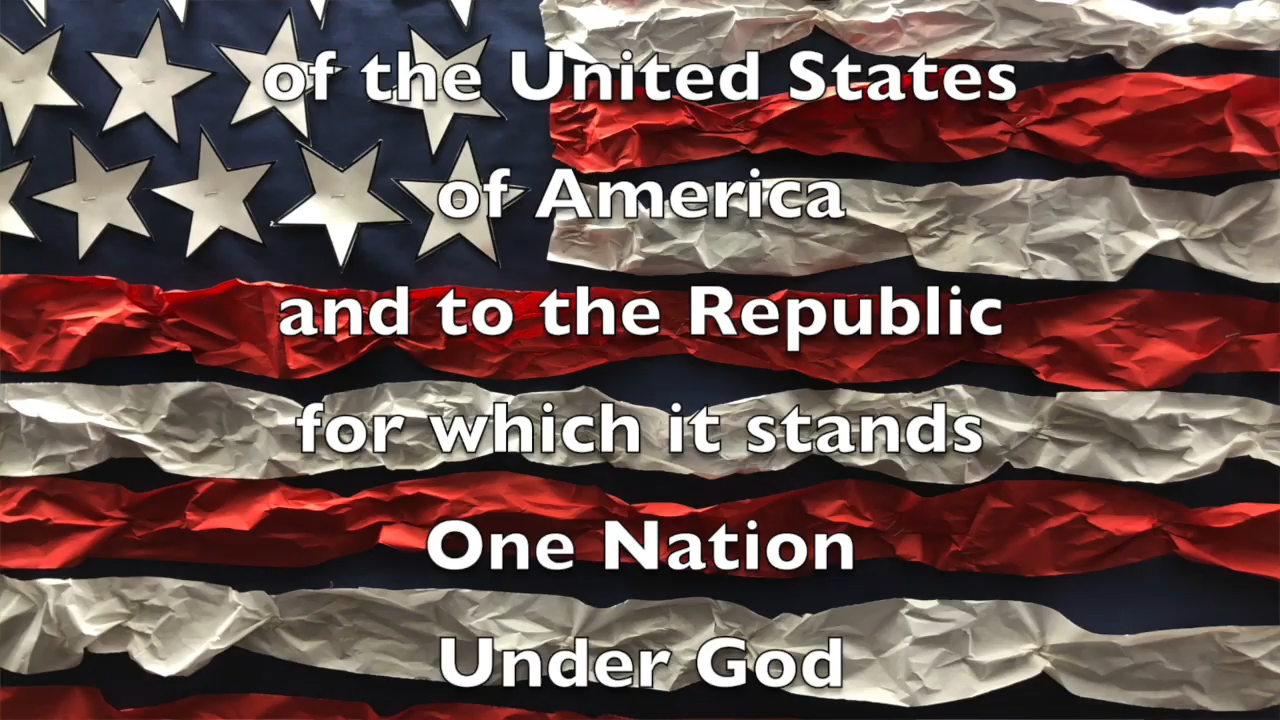 of the United States
of America
and to the Republic
for which it stands
One Nation
Under God